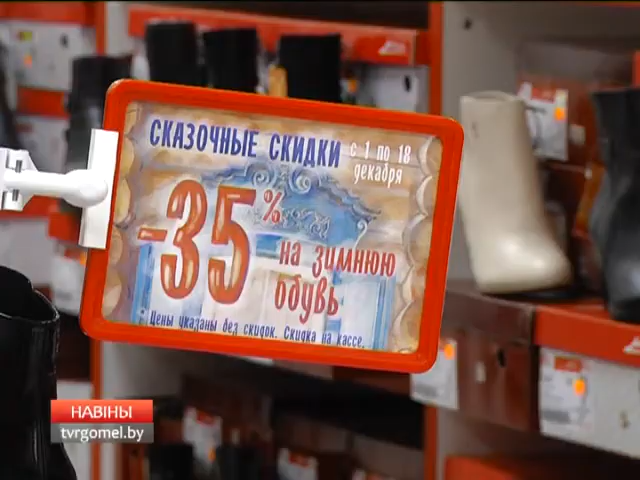 СКАЗОЧНЫЕ СКИДКИ
с 1 по 18
декабря
-35%
на зимнюю
обувь
Цены указаны без скидок. Скидка на кассе.
НАВІНЫ
tvrgomel.by